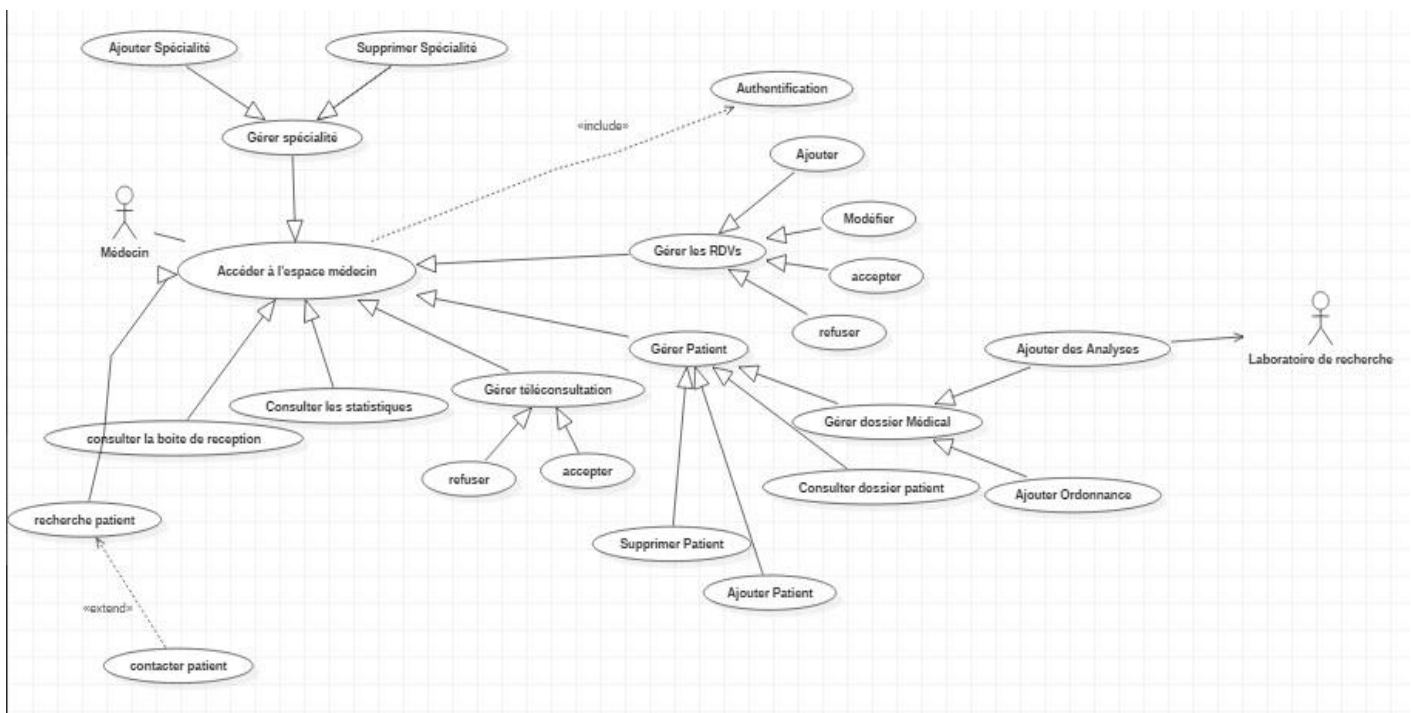 Ajouter Spécialité
Supprimer Spécialité
Authentification
«include»
Gérer spécialité
Ajouter
Modéfier
Médecin
Gérer les RDVs
Accéder à l'espace médecin
accepter
refuser
Gérer Patient
Ajouter des Analyses
Laboratoire de recherche
Gérer téléconsultation
Consulter les statistiques
Gérer dossier Médical
consulter la boite de reception
refuser
accepter
Consulter dossier patient
Ajouter Ordonnance
recherche patient
Supprimer Patient
Ajouter Patient
«extend»
contacter patient